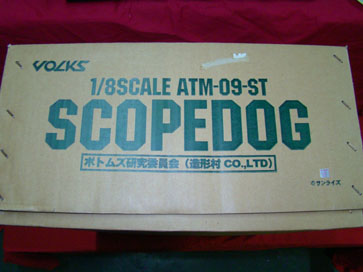 VOLKS
1/8SCALE ATM-09-ST
SCOPEDOG
ボトムズ研究委員会（造形村 CO.,LTD）
©サンライズ